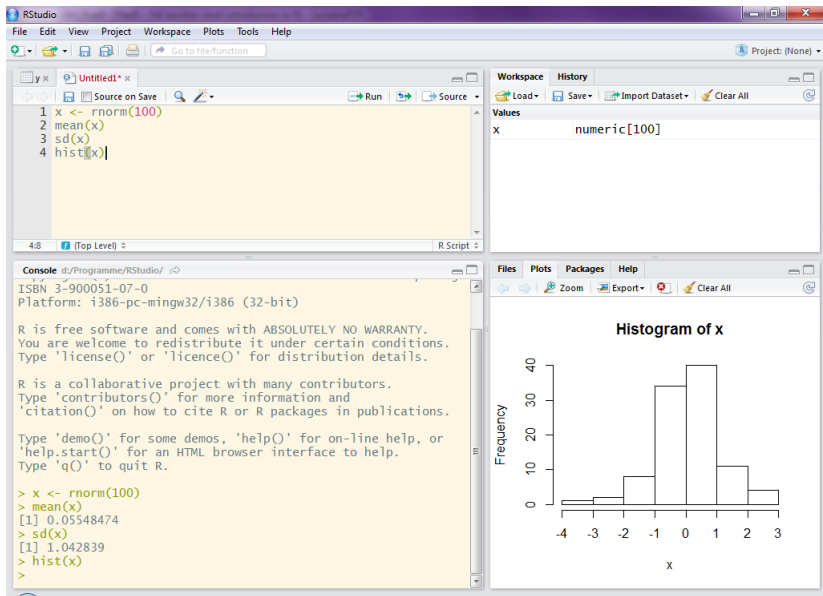 RStudio
File Edit View Project Workspace Plots Tools Help
Go to file/function
Project: (None)
y
Untitled1*
Source on Save
Run
Source
1 x <- rnorm(100)
2 mean(x)
3 sd(x)
4 hist(x)
4:8
(Top Level)
R Script
Workspace History
Load
Save
Import Dataset
Clear All
Values
x numeric[100]
Console d:/Programme/RStudio/
ISBN 3-900051-07-0
Platform: i386-pc-mingw32/i386 (32-bit)
R is free software and comes with ABSOLUTELY NO WARRANTY.
You are welcome to redistribute it under certain conditions.
Type 'license()' or 'licence()' for distribution details.
R is a collaborative project with many contributors.
Type 'contributors()' for more information and
'citation()' on how to cite R or R packages in publications.
Type 'demo()' for some demos, 'help()' for on-line help, or
'help.start()' for an HTML browser interface to help.
Type 'q()' to quit R.
> x <- rnorm(100)
> mean(x)
[1] 0.05548474
> sd(x)
[1] 1.042839
> hist(x)
>
Files Plots Packages Help
Zoom
Export
Clear All
Histogram of x
Frequency
40
30
20
10
0
-4 -3 -2 -1 0 1 2 3
x